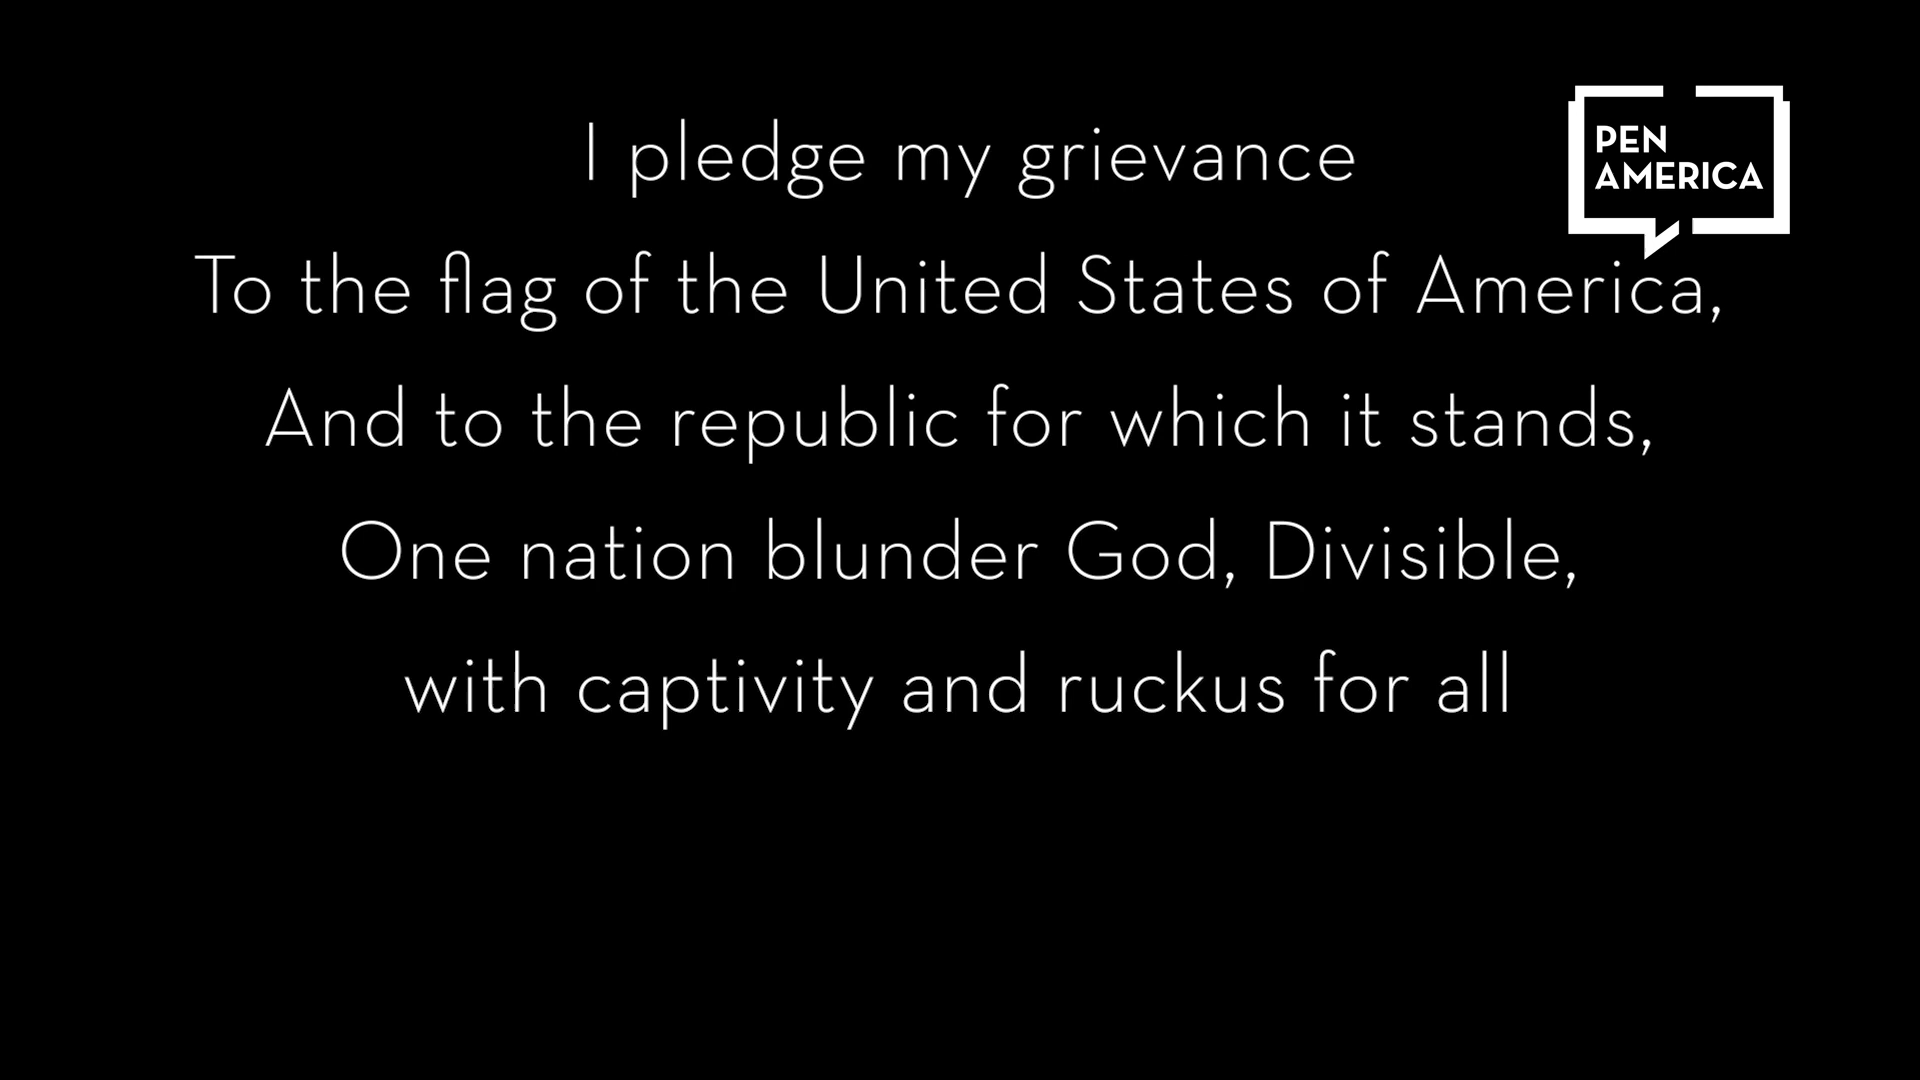 I pledge my grievance
PEN
AMERICA
To the flag of the United States of America,
And to the republic for which it stands,
One nation blunder God, Divisible,
with captivity and ruckus for all